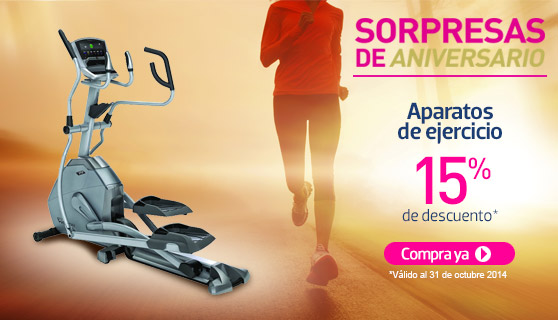 SORPRESAS
DE ANIVERSARIO
Aparatos
de ejercicio
15%
de descuento*
Compra ya
*Válido al 31 de octubre 2014